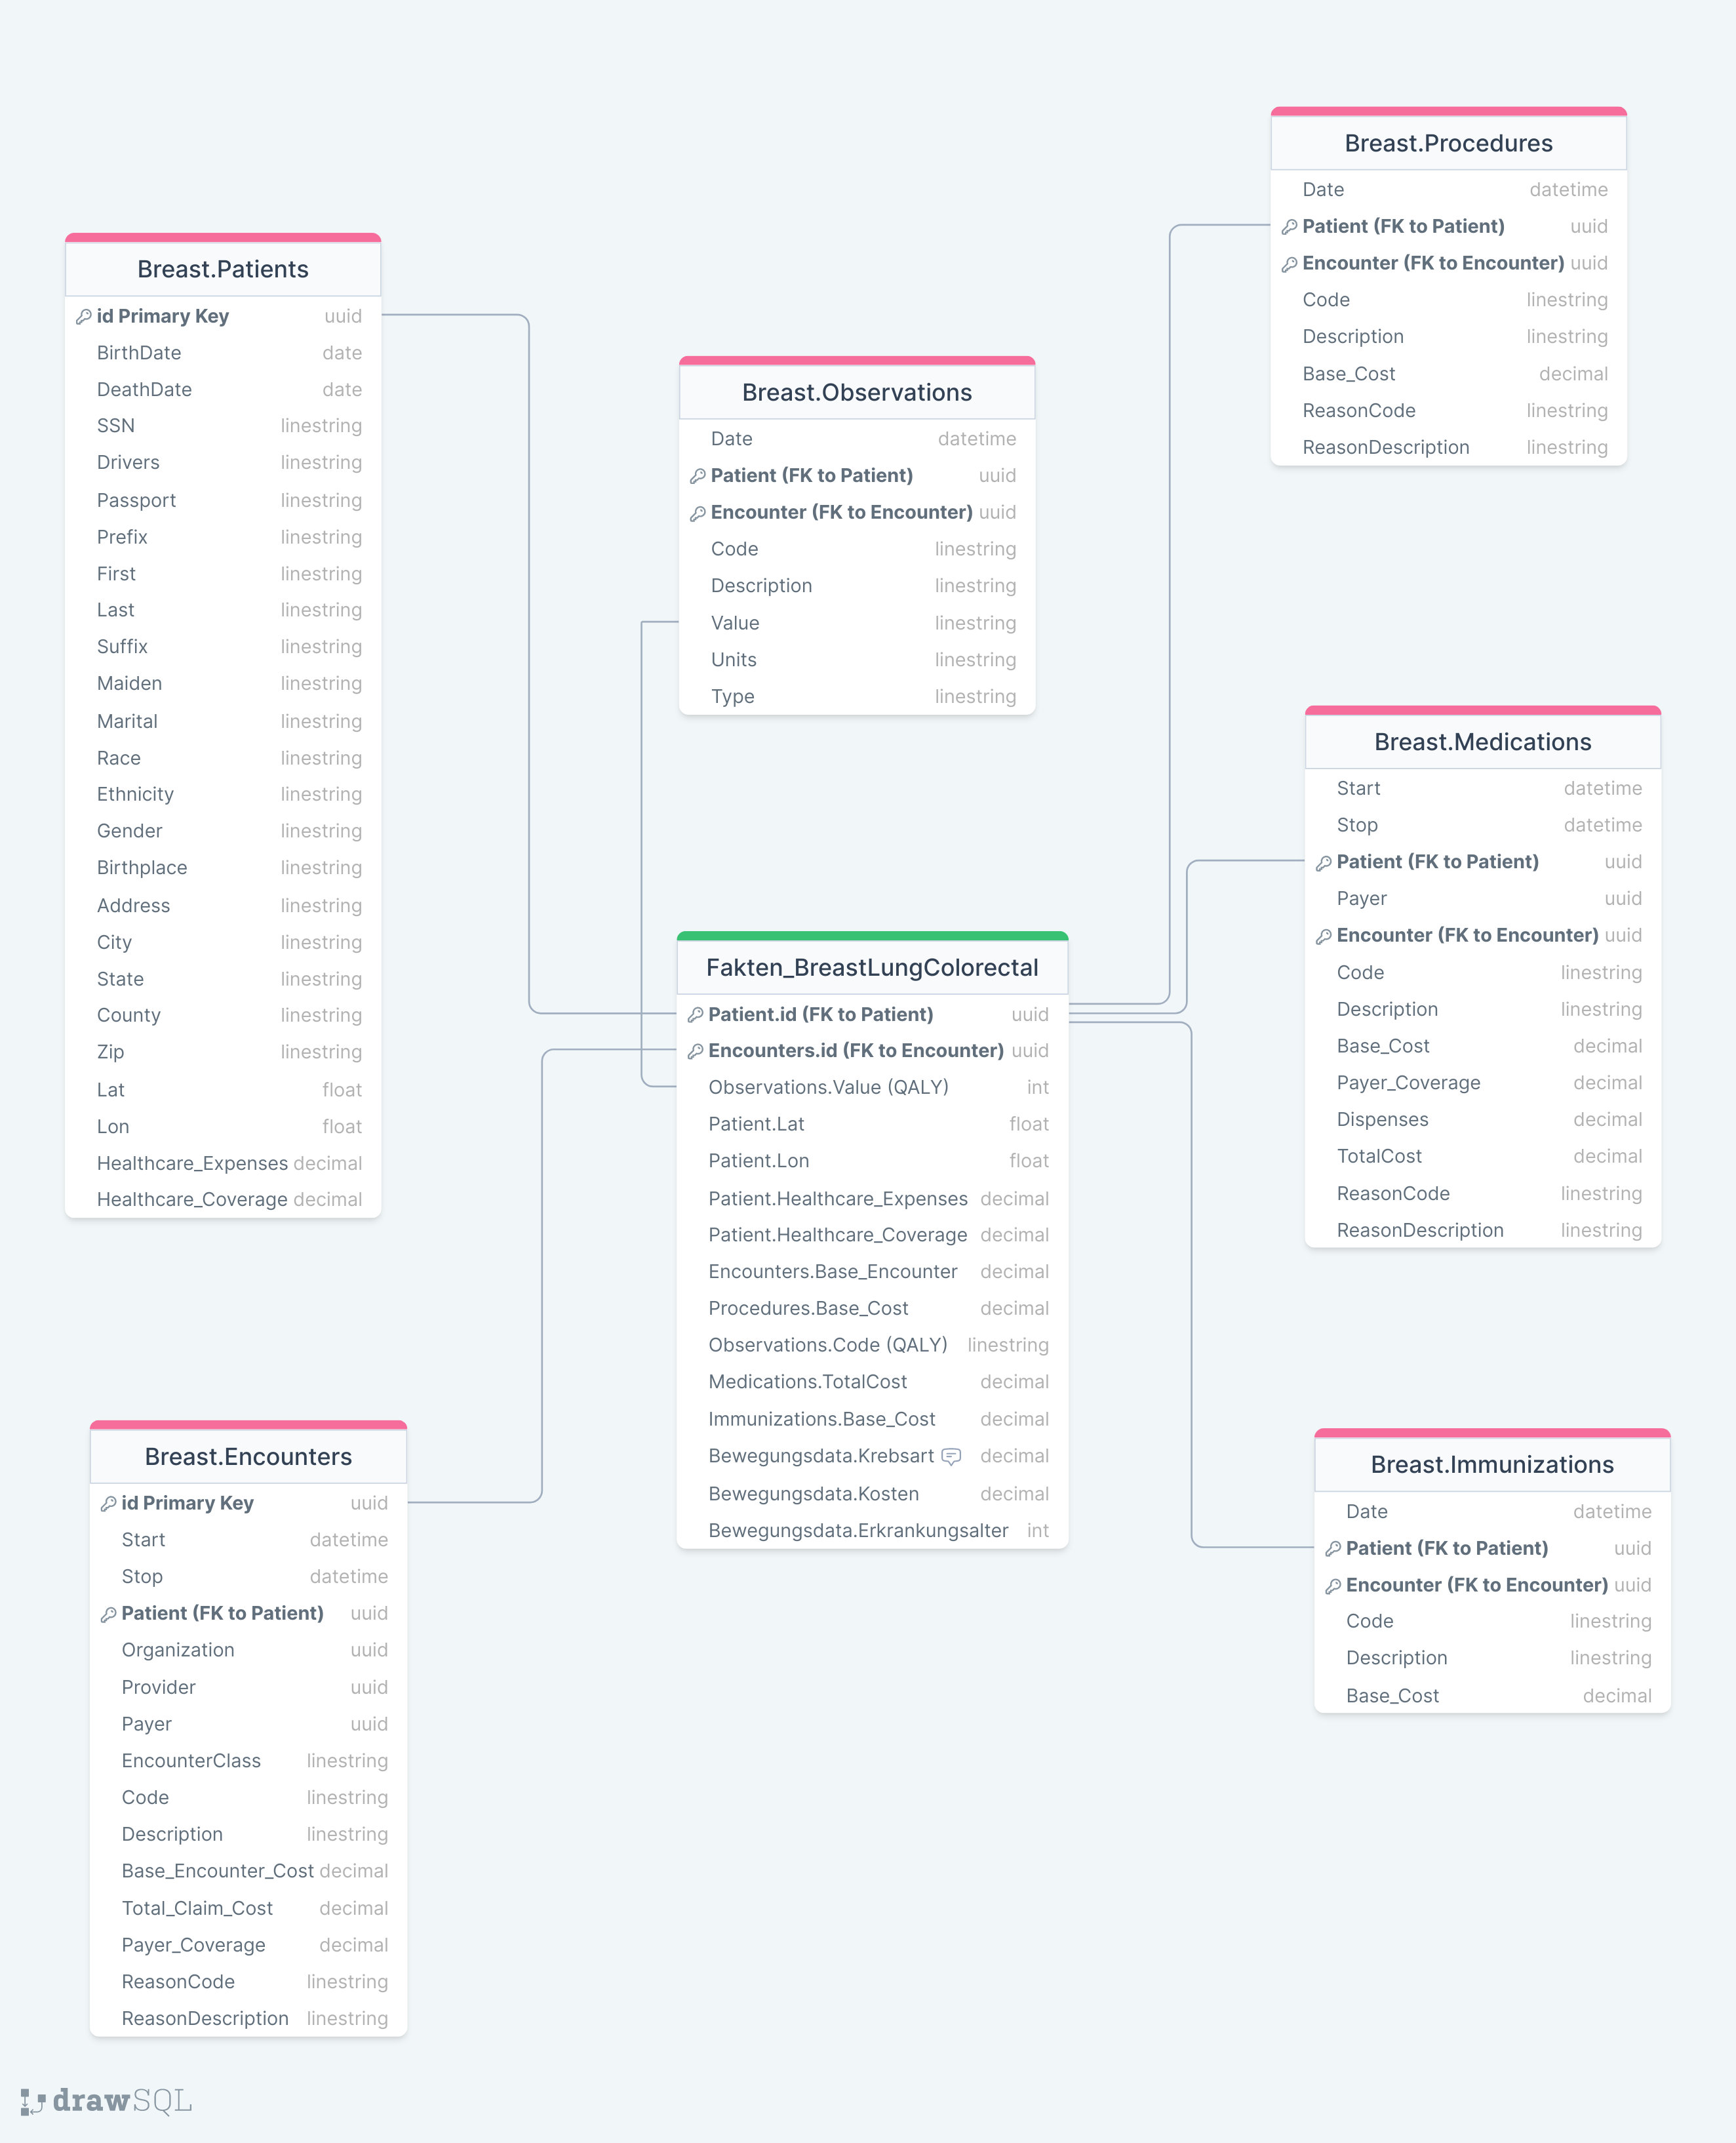 Breast.Patients
id Primary Key uuid
BirthDate date
DeathDate date
SSN linestring
Drivers linestring
Passport linestring
Prefix linestring
First linestring
Last linestring
Suffix linestring
Maiden linestring
Marital linestring
Race linestring
Ethnicity linestring
Gender linestring
Birthplace linestring
Address linestring
City linestring
State linestring
County linestring
Zip linestring
Lat float
Lon float
Healthcare_Expenses decimal
Healthcare_Coverage decimal
Breast.Encounters
id Primary Key uuid
Start datetime
Stop datetime
Patient (FK to Patient) uuid
Organization uuid
Provider uuid
Payer uuid
EncounterClass linestring
Code linestring
Description linestring
Base_Encounter_Cost decimal
Total_Claim_Cost decimal
Payer_Coverage decimal
ReasonCode linestring
ReasonDescription linestring
Breast.Observations
Date datetime
Patient (FK to Patient) uuid
Encounter (FK to Encounter) uuid
Code linestring
Description linestring
Value linestring
Units linestring
Type linestring
Fakten_BreastLungColorectal
Patient.id (FK to Patient) uuid
Encounters.id (FK to Encounter) uuid
Observations.Value (QALY) int
Patient.Lat float
Patient.Lon float
Patient.Healthcare_Expenses decimal
Patient.Healthcare_Coverage decimal
Encounters.Base_Encounter decimal
Procedures.Base_Cost decimal
Observations.Code (QALY) linestring
Medications.TotalCost decimal
Immunizations.Base_Cost decimal
Bewegungsdata.Krebsart decimal
Bewegungsdata.Kosten decimal
Bewegungsdata.Erkrankungsalter int
Breast.Procedures
Date datetime
Patient (FK to Patient) uuid
Encounter (FK to Encounter) uuid
Code linestring
Description linestring
Base_Cost decimal
ReasonCode linestring
ReasonDescription linestring
Breast.Medications
Start datetime
Stop datetime
Patient (FK to Patient) uuid
Payer uuid
Encounter (FK to Encounter) uuid
Code linestring
Description linestring
Base_Cost decimal
Payer_Coverage decimal
Dispenses decimal
TotalCost decimal
ReasonCode linestring
ReasonDescription linestring
Breast.Immunizations
Date datetime
Patient (FK to Patient) uuid
Encounter (FK to Encounter) uuid
Code linestring
Description linestring
Base_Cost decimal
drawSQL